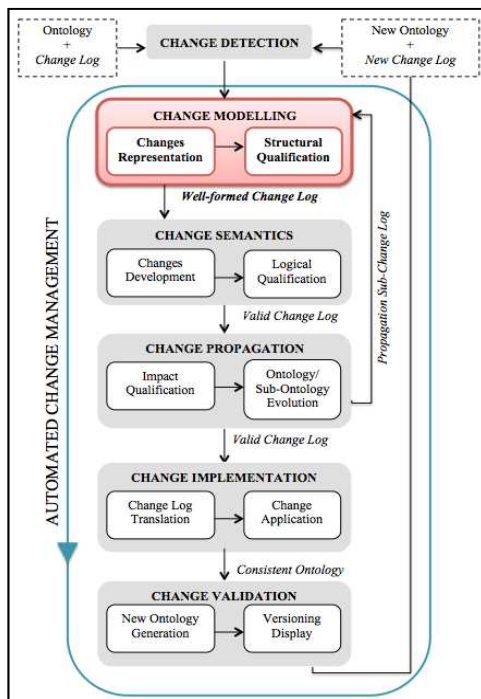 Ontology
+
Change Log
CHANGE DETECTION
New Ontology
+
New Change Log
CHANGE MODELLING
Changes
Representation
Structural
Qualification
Well-formed Change Log
CHANGE SEMANTICS
Changes
Development
Logical
Qualification
Valid Change Log
CHANGE PROPAGATION
Impact
Qualification
Ontology/
Sub-Ontology
Evolution
Valid Change Log
CHANGE IMPLEMENTATION
Change Log
Translation
Change
Application
Consistent Ontology
CHANGE VALIDATION
New Ontology
Generation
Versioning
Display
AUTOMATED CHANGE MANAGEMENT
Propagation Sub-Change Log